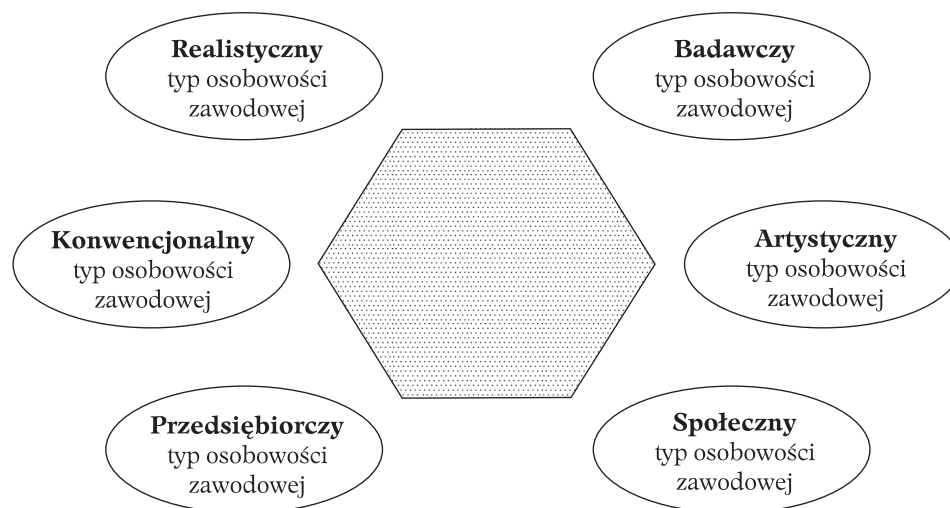 Realistyczny
typ osobowości
zawodowej
Badawczy
typ osobowości
zawodowej
Konwencjonalny
typ osobowości
zawodowej
Artystyczny
typ osobowości
zawodowej
Przedsiębiorczy
typ osobowości
zawodowej
Społeczny
typ osobowości
zawodowej